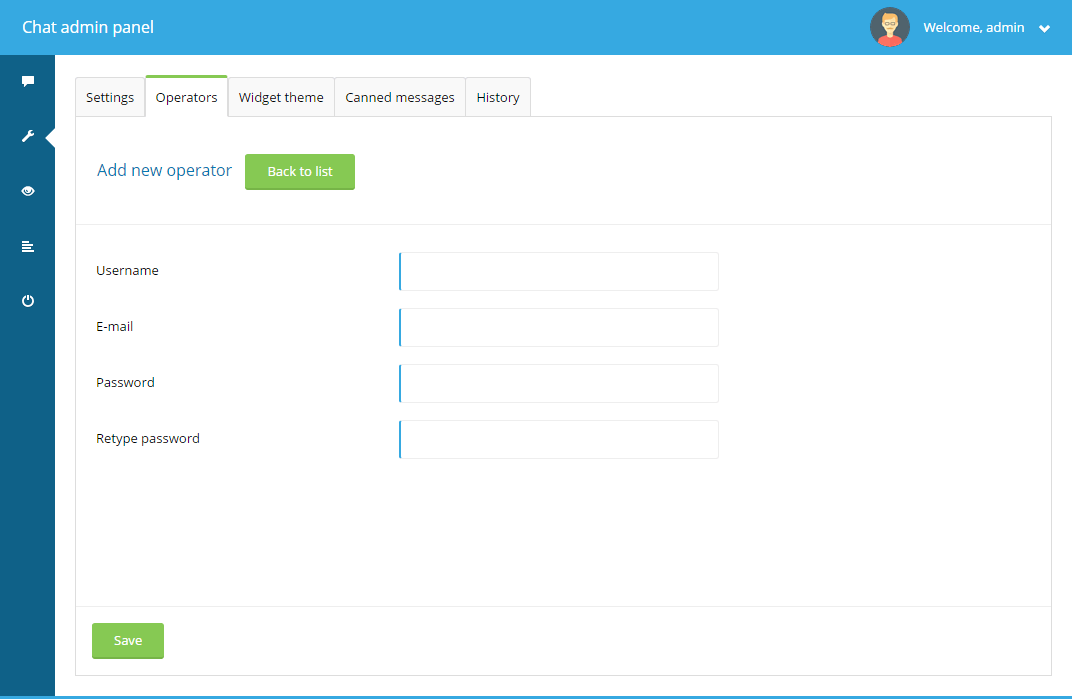 Chat admin panel
Welcome, admin
Settings Operators Widget theme Canned messages History
Add new operator Back to list
Username
E-mail
Password
Retype password
Save